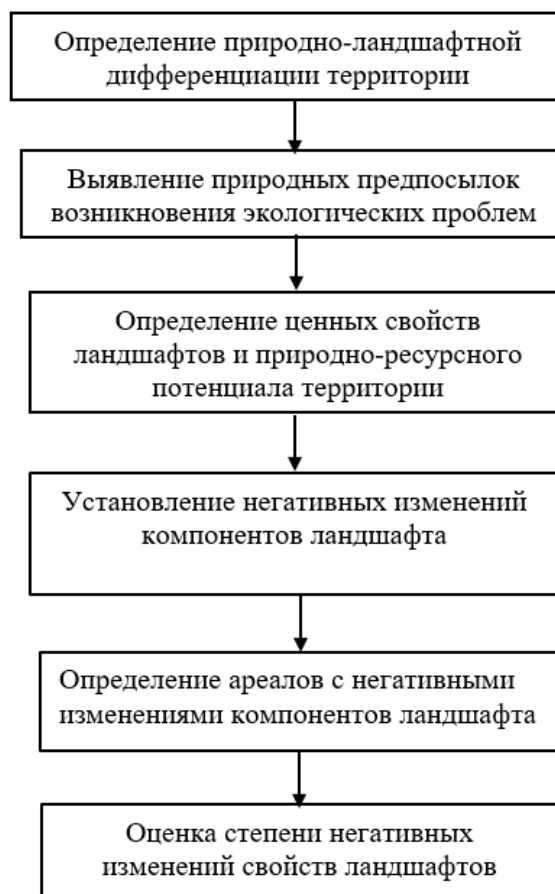 Определение природно-ландшафтной
дифференциации территории
Выявление природных предпосылок
возникновения экологических проблем
Определение ценных свойств
ландшафтов и природно-ресурсного
потенциала территории
Установление негативных изменений
компонентов ландшафта
Определение ареалов с негативными
изменениями компонентов ландшафта
Оценка степени негативных
изменений свойств ландшафтов